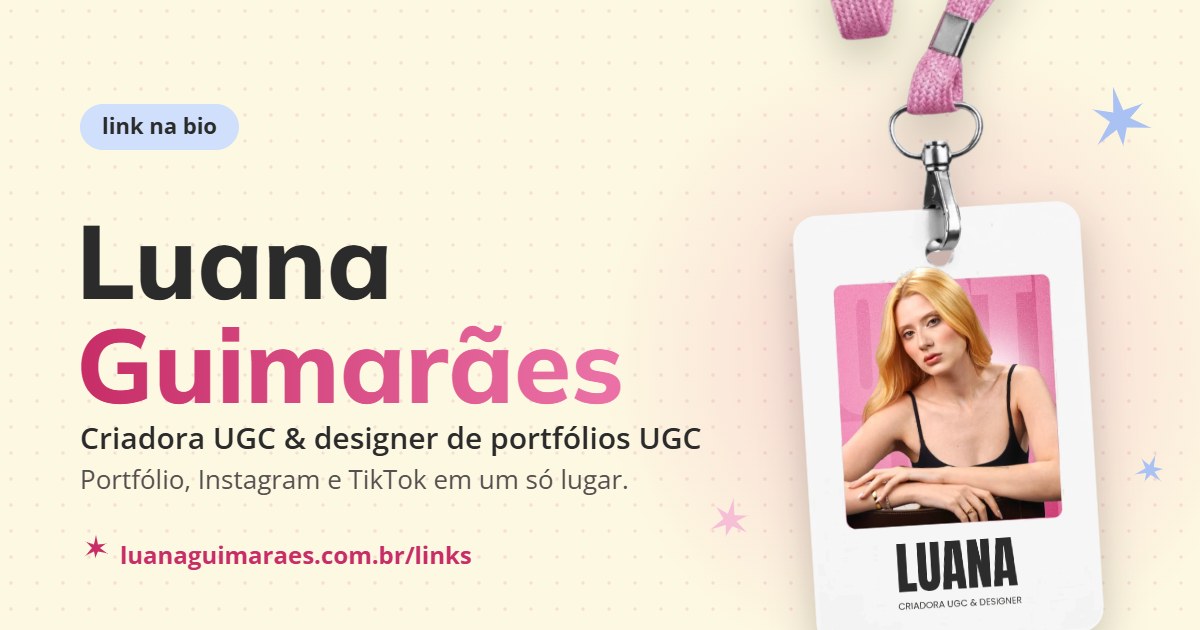 link na bio
Luana
Guimarães
Criadora UGC & designer de portfólios UGC
Portfólio, Instagram e TikTok em um só lugar.
luanaguimaraes.com.br/links
LUANA
CRIADORA UGC & DESIGNER